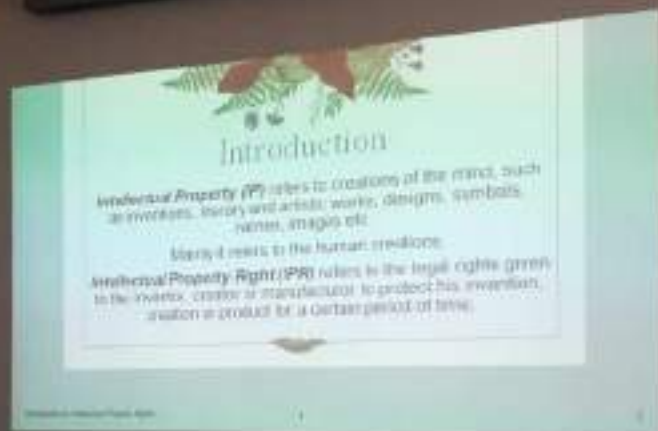 Introduction
Intellectual Property (IP) refers to creations of the mind, such
as inventions, literary and artistic works, designs, symbols,
names, images etc
Mainly it refers to the human creations.
Intellectual Property Right (IPR) refers to the legal rights given
to the inventor, creator or manufacturer to protect his invention,
creation or product for a certain period of time.